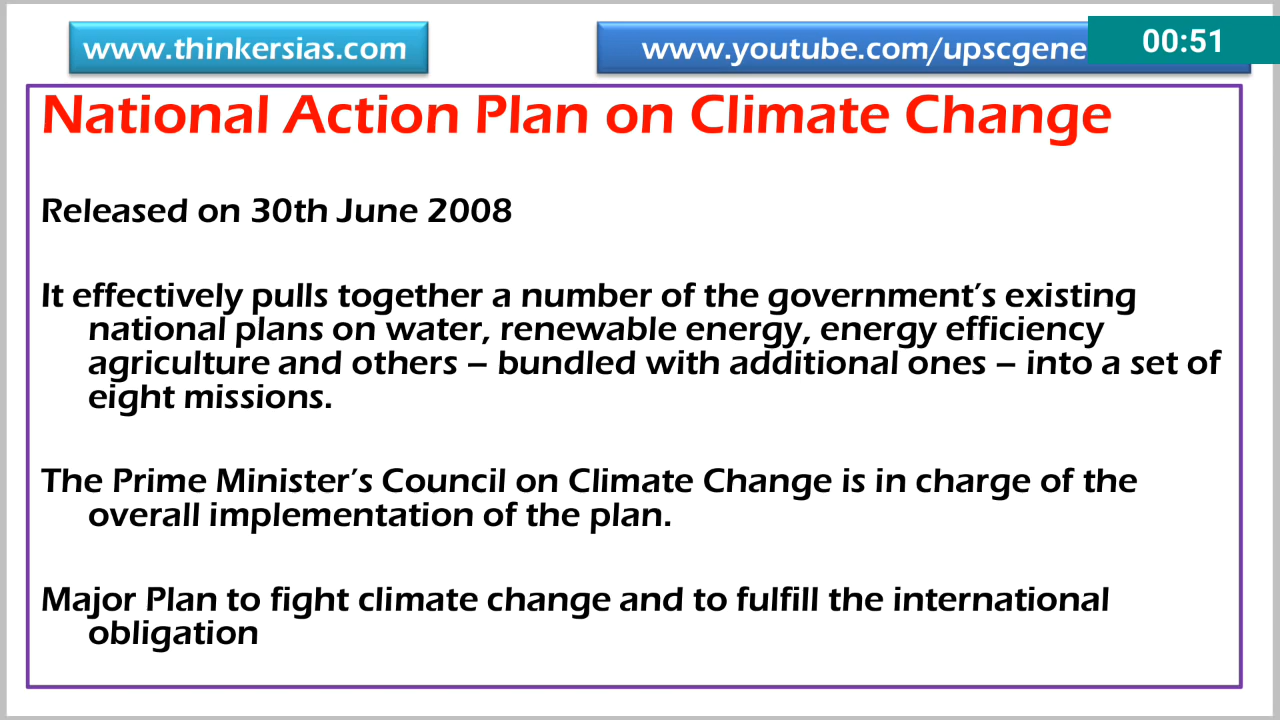 www.thinkersias.com
www.youtube.com/upscgene
00:51
National Action Plan on Climate Change
Released on 30th June 2008
It effectively pulls together a number of the government's existing
national plans on water, renewable energy, energy efficiency
agriculture and others – bundled with additional ones – into a set of
eight missions.
The Prime Minister's Council on Climate Change is in charge of the
overall implementation of the plan.
Major Plan to fight climate change and to fulfill the international
obligation